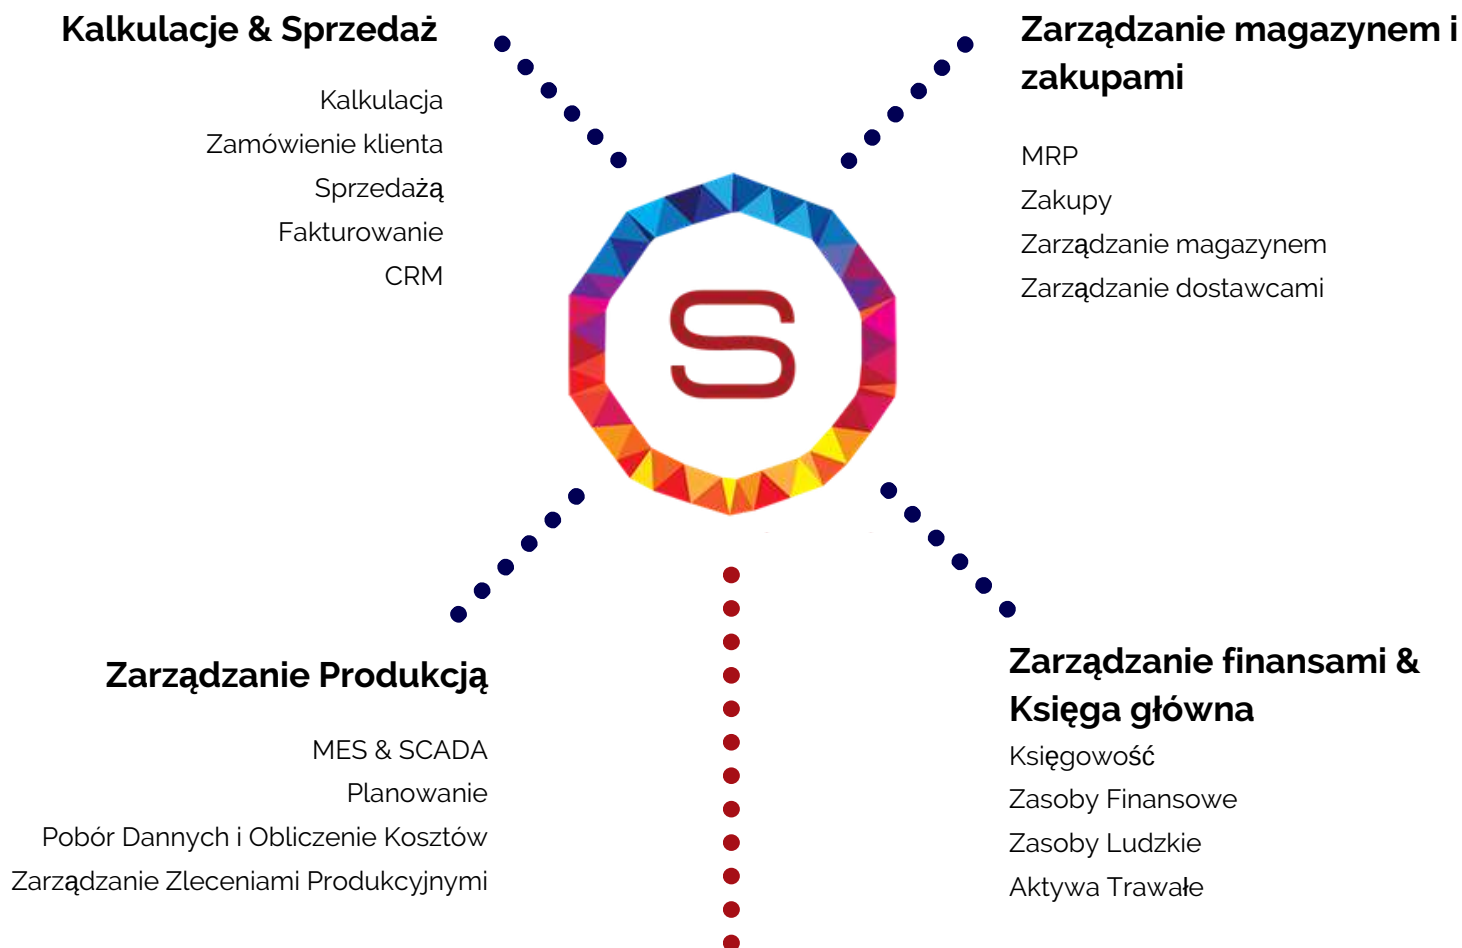 Kalkulacje & Sprzedaż
Kalkulacja
Zamówienie klienta
Sprzedażą
Fakturowanie
CRM
Zarządzanie magazynem i
zakupami
MRP
Zakupy
Zarządzanie magazynem
Zarządzanie dostawcami
S
Zarządzanie Produkcją
MES & SCADA
Planowanie
Pobór Dannych i Obliczenie Kosztów
Zarządzanie Zleceniami Produkcyjnymi
Zarządzanie finansami &
Księga główna
Księgowość
Zasoby Finansowe
Zasoby Ludzkie
Aktywa Trawałe